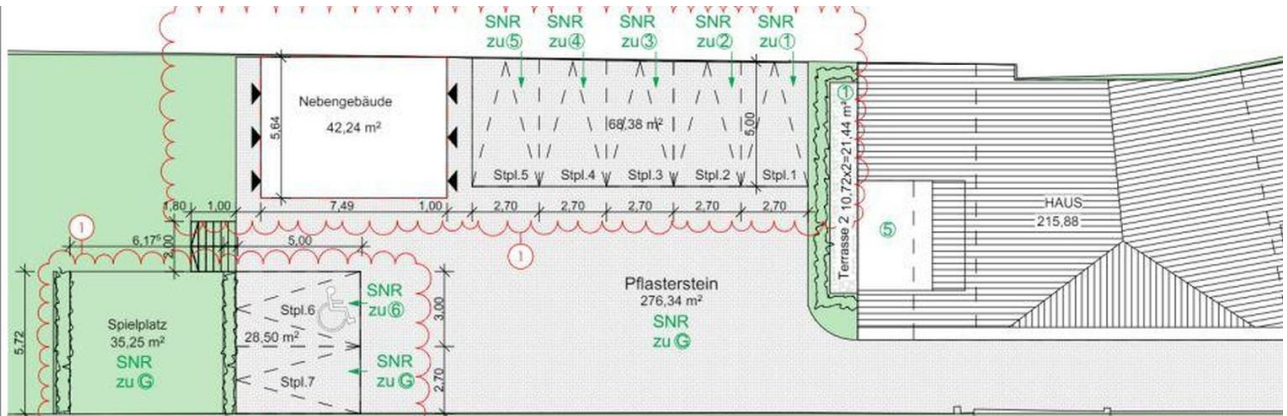 SNR
zu⑤
SNR
zu④
SNR
zu③
SNR
zu②
SNR
zu①
Nebengebäude
42,24 m²
5,64
68,38 m²
5,00
Stpl.5
Stpl.4
Stpl.3
Stpl.2
Stpl.1
①
Terrasse 2 10,72x2=21,44 m²
HAUS
215,88
⑤
1,80
1,00
7,49
1,00
2,70
2,70
2,70
2,70
2,70
1
6,17⁵
2,00
5,00
1
Pflasterstein
276,34 m²
SNR
zu G
5,72
Spielplatz
35,25 m²
SNR
zu G
Stpl.6
28,50 m²
Stpl.7
SNR
zu⑥
SNR
zu G
3,00
2,70